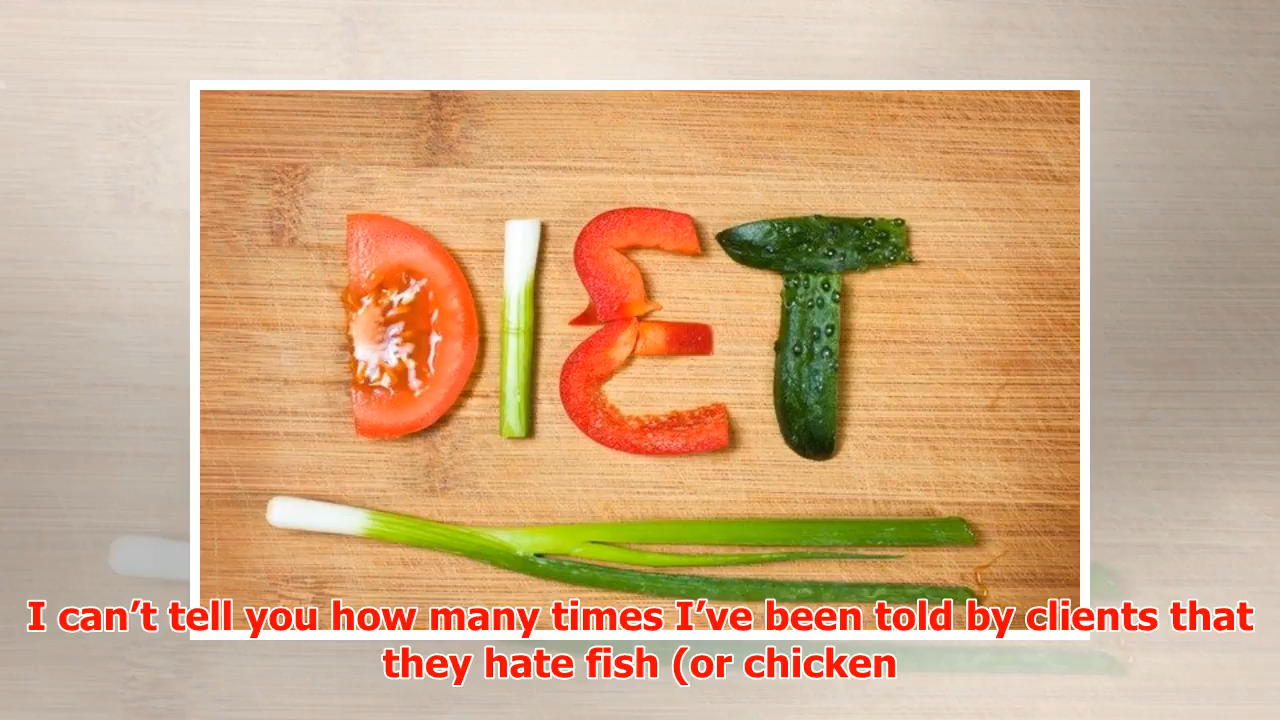 DIET
I can’t tell you how many times I’ve been told by clients that
they hate fish (or chicken